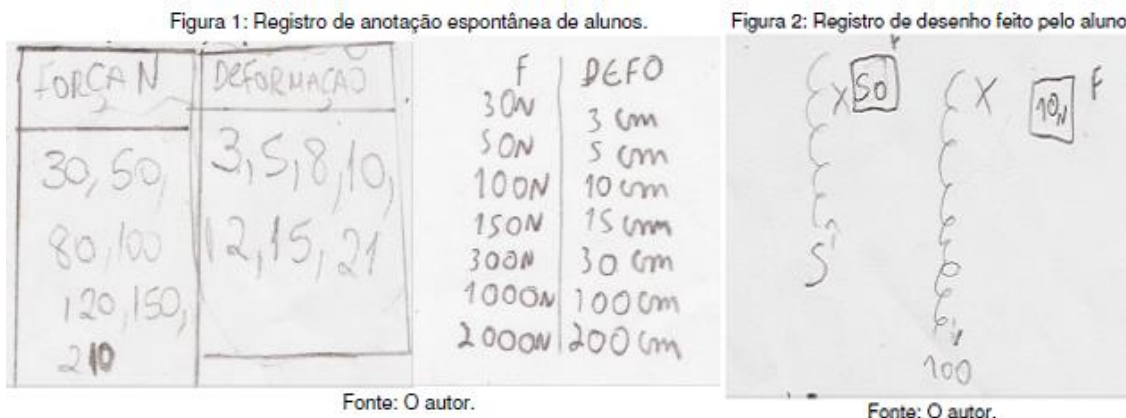 Figura 1: Registro de anotação espontânea de alunos.
FORÇA N
DEFORMAÇÃO
30, 50,
80, 100
120, 150,
210
3, 5, 8, 10,
12, 15, 21
F DEFO
30N 3 cm
50N 5 cm
100N 10 cm
150N 15 cm
300N 30 cm
1000N 100 cm
2000N 200 cm
Fonte: O autor.
Figura 2: Registro de desenho feito pelo aluno
X 50
X 10N F
5
100
Fonte: O autor.